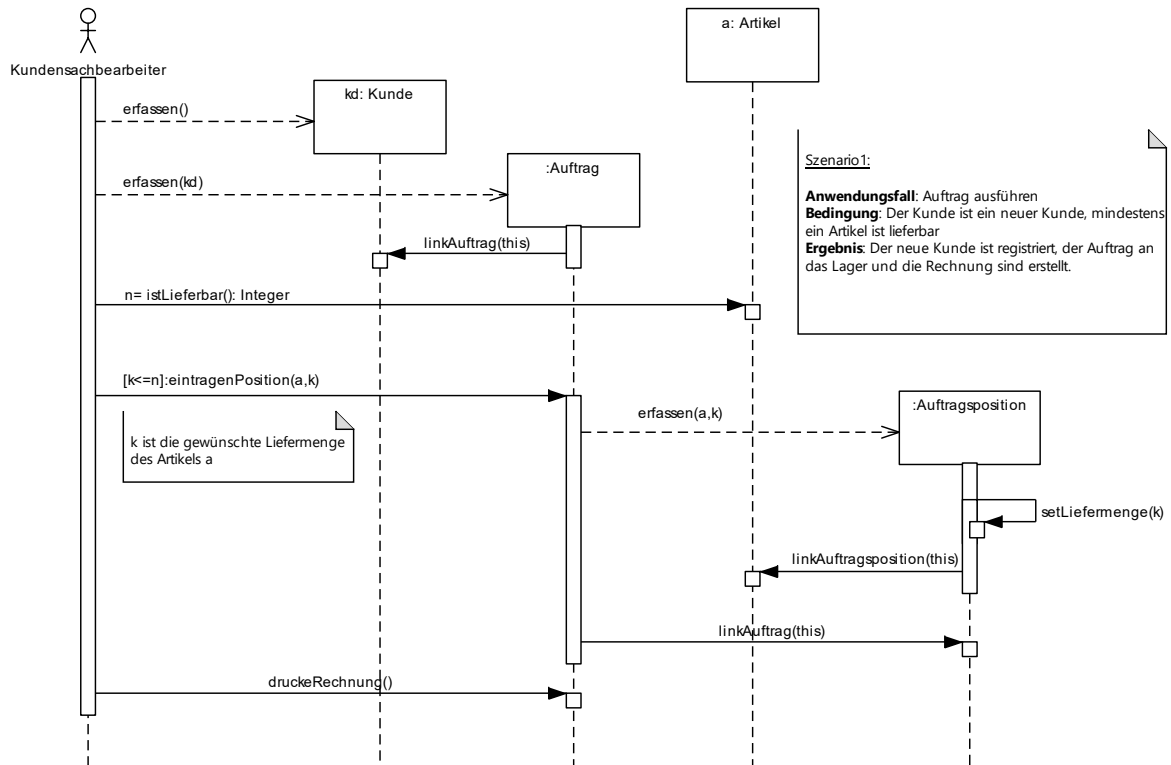 a: Artikel
Kundensachbearbeiter
kd: Kunde
erfassen()
:Auftrag
erfassen(kd)
linkAuftrag(this)
Szenario1:
Anwendungsfall: Auftrag ausführen
Bedingung: Der Kunde ist ein neuer Kunde, mindestens
ein Artikel ist lieferbar
Ergebnis: Der neue Kunde ist registriert, der Auftrag an
das Lager und die Rechnung sind erstellt.
n= istLieferbar(): Integer
[k<=n]:eintragenPosition(a,k)
k ist die gewünschte Liefermenge
des Artikels a
erfassen(a,k)
:Auftragsposition
setLiefermenge(k)
linkAuftragsposition(this)
linkAuftrag(this)
druckeRechnung()